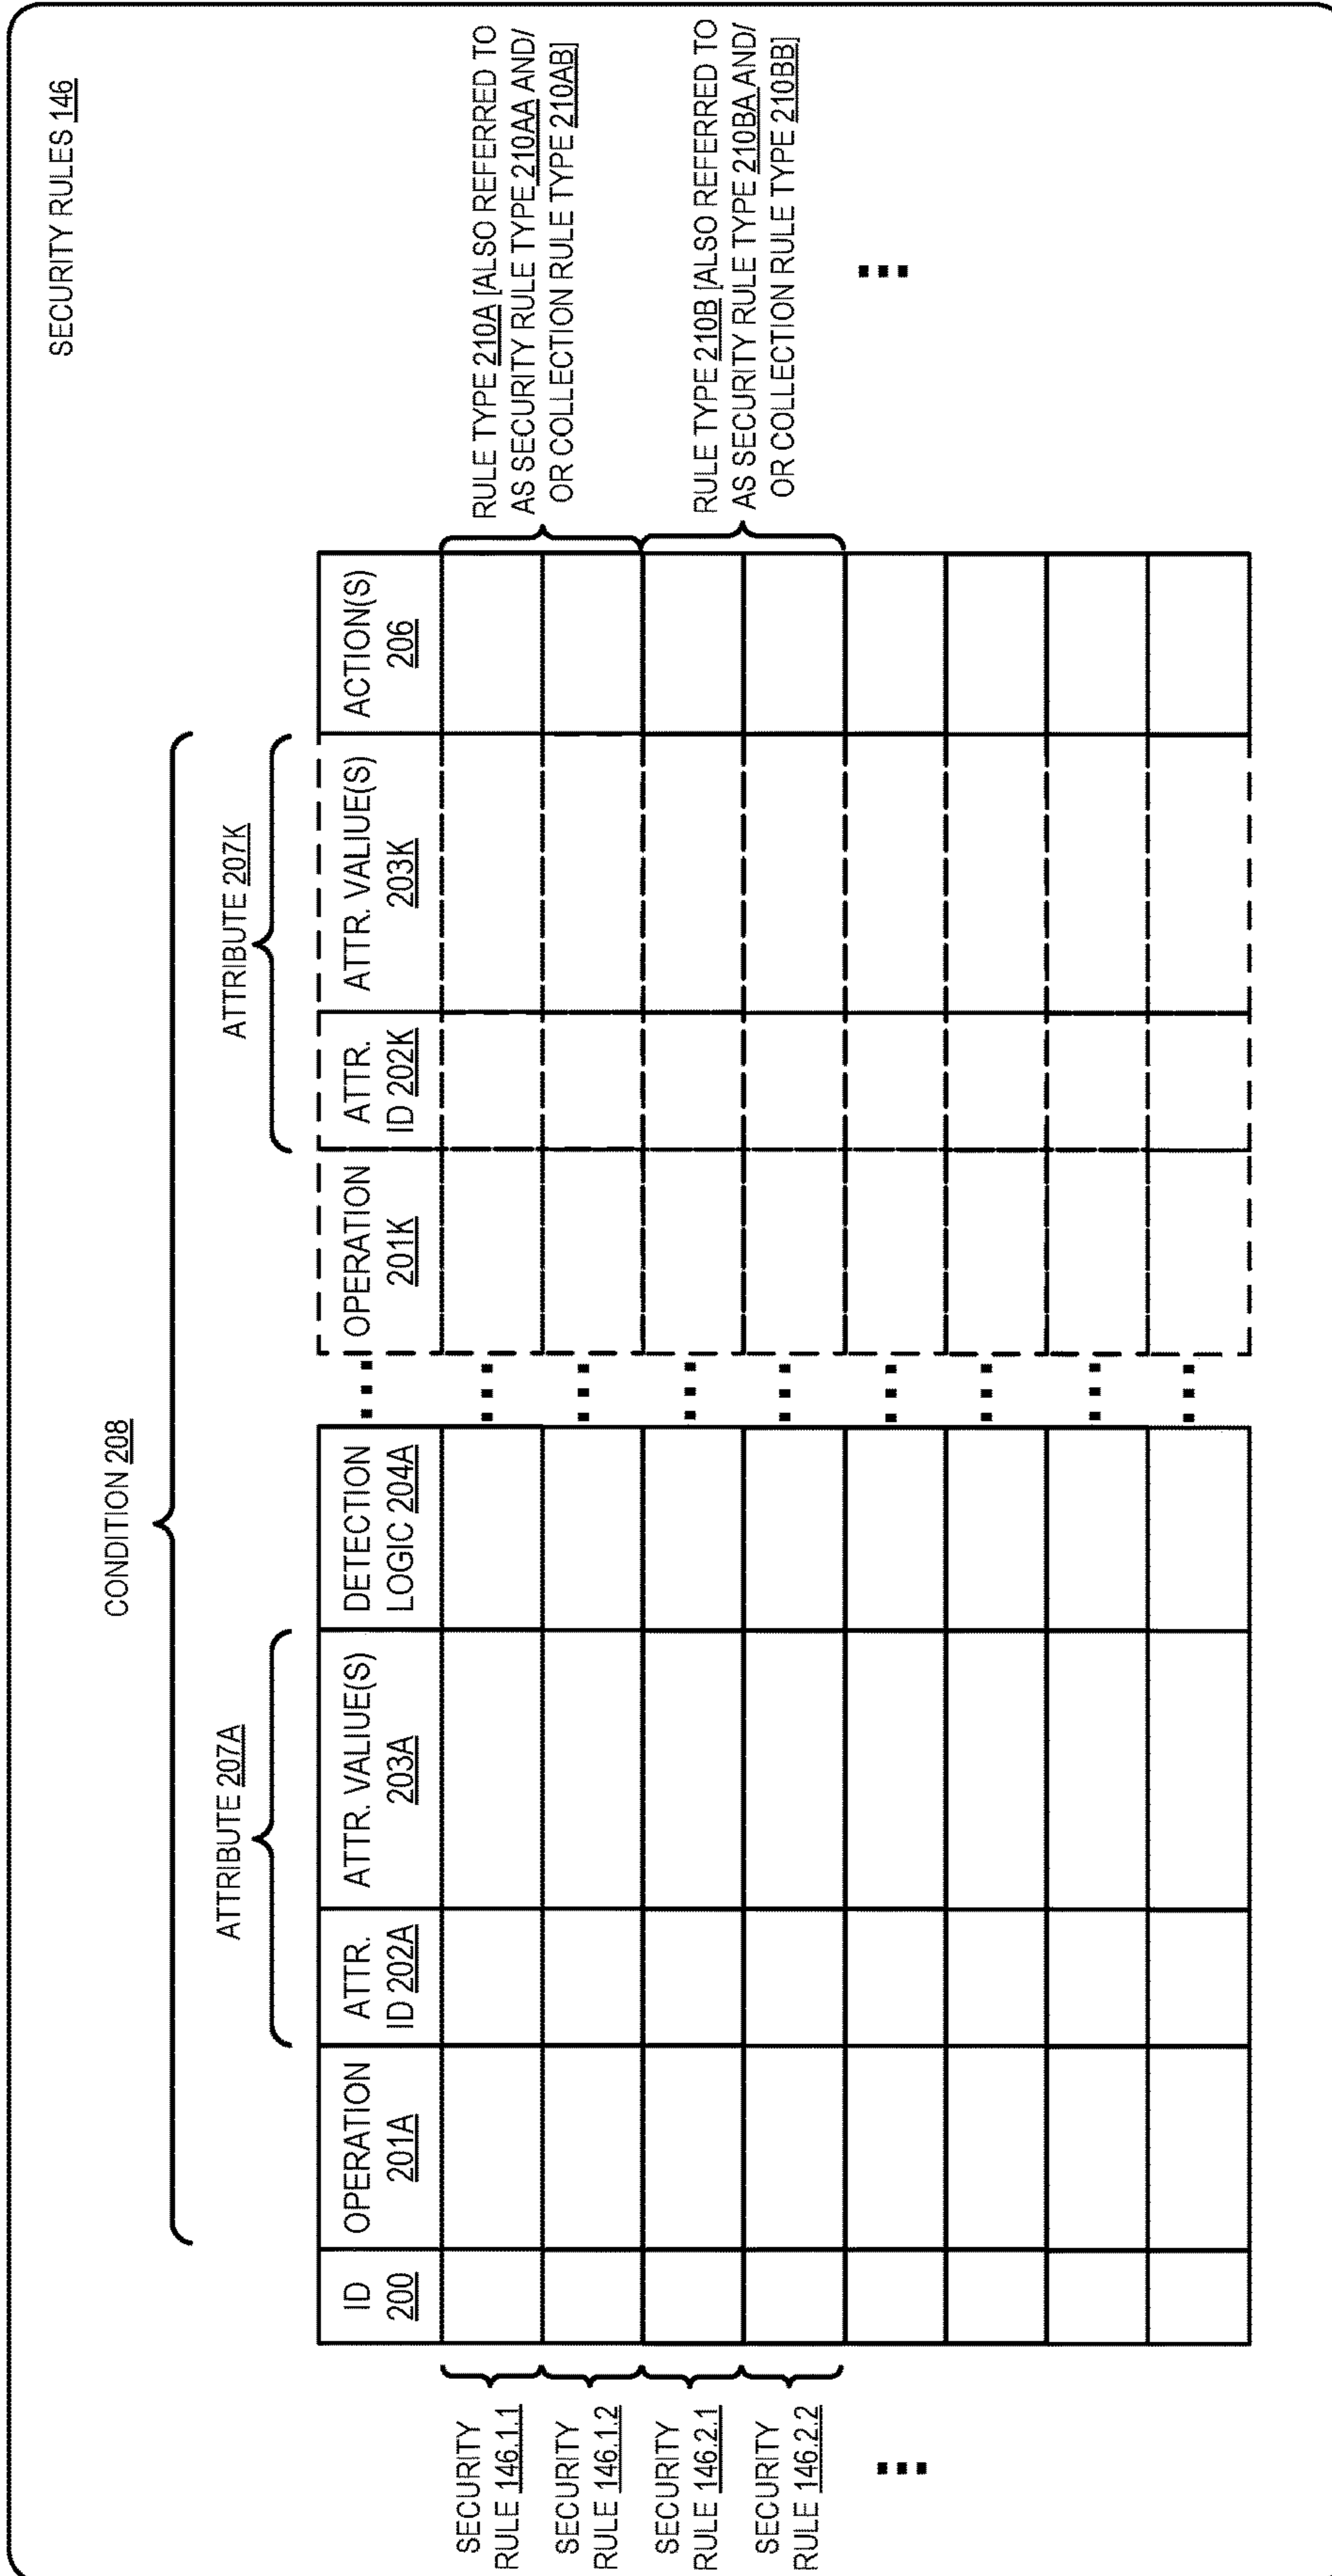 SECURITY RULES 146
CONDITION 208
ATTRIBUTE 207A
ATTRIBUTE 207K
ID
200
OPERATION
201A
ATTR.
ID 202A
ATTR. VALIUE(S)
203A
DETECTION
LOGIC 204A
OPERATION
201K
ATTR.
ID 202K
ATTR. VALIUE(S)
203K
ACTION(S)
206
SECURITY
RULE 146.1.1
SECURITY
RULE 146.1.2
SECURITY
RULE 146.2.1
SECURITY
RULE 146.2.2
RULE TYPE 210A [ALSO REFERRED TO
AS SECURITY RULE TYPE 210AA AND/
OR COLLECTION RULE TYPE 210AB]
RULE TYPE 210B [ALSO REFERRED TO
AS SECURITY RULE TYPE 210BA AND/
OR COLLECTION RULE TYPE 210BB]